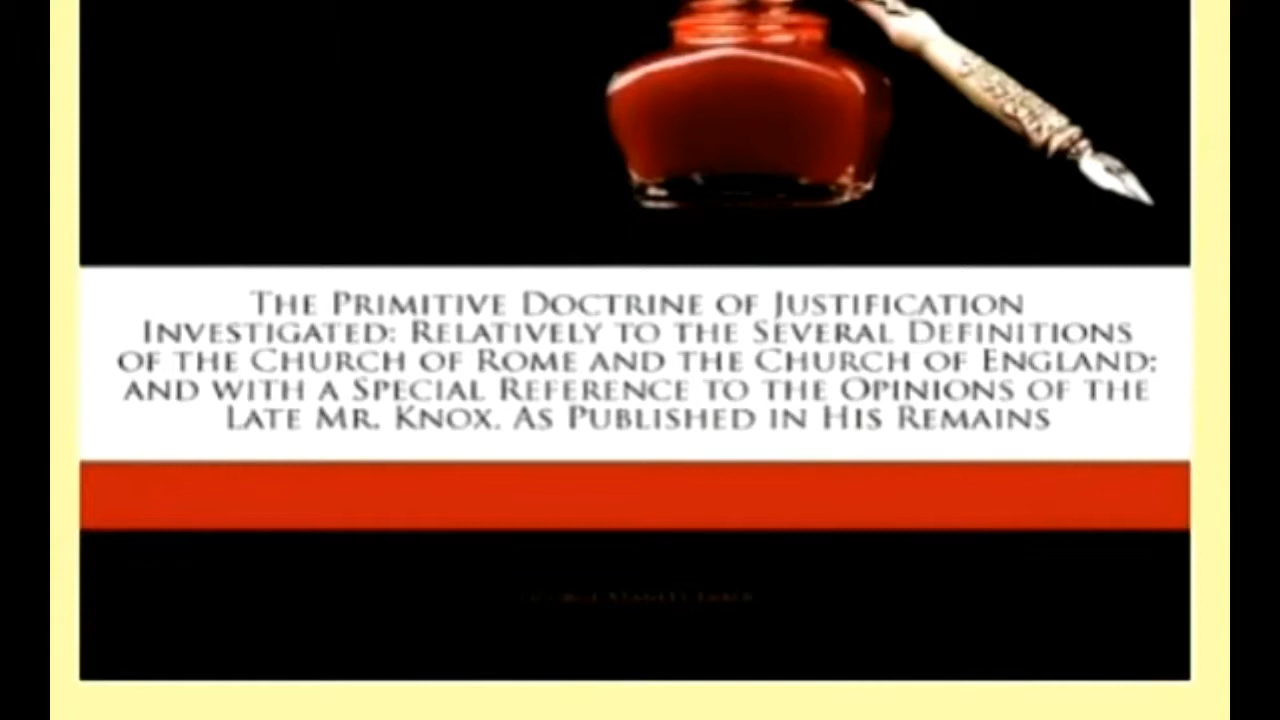 The Primitive Doctrine of Justification
Investigated: Relatively to the Several Definitions
of the Church of Rome and the Church of England;
and with a Special Reference to the Opinions of the
Late Mr. Knox, As Published in His Remains